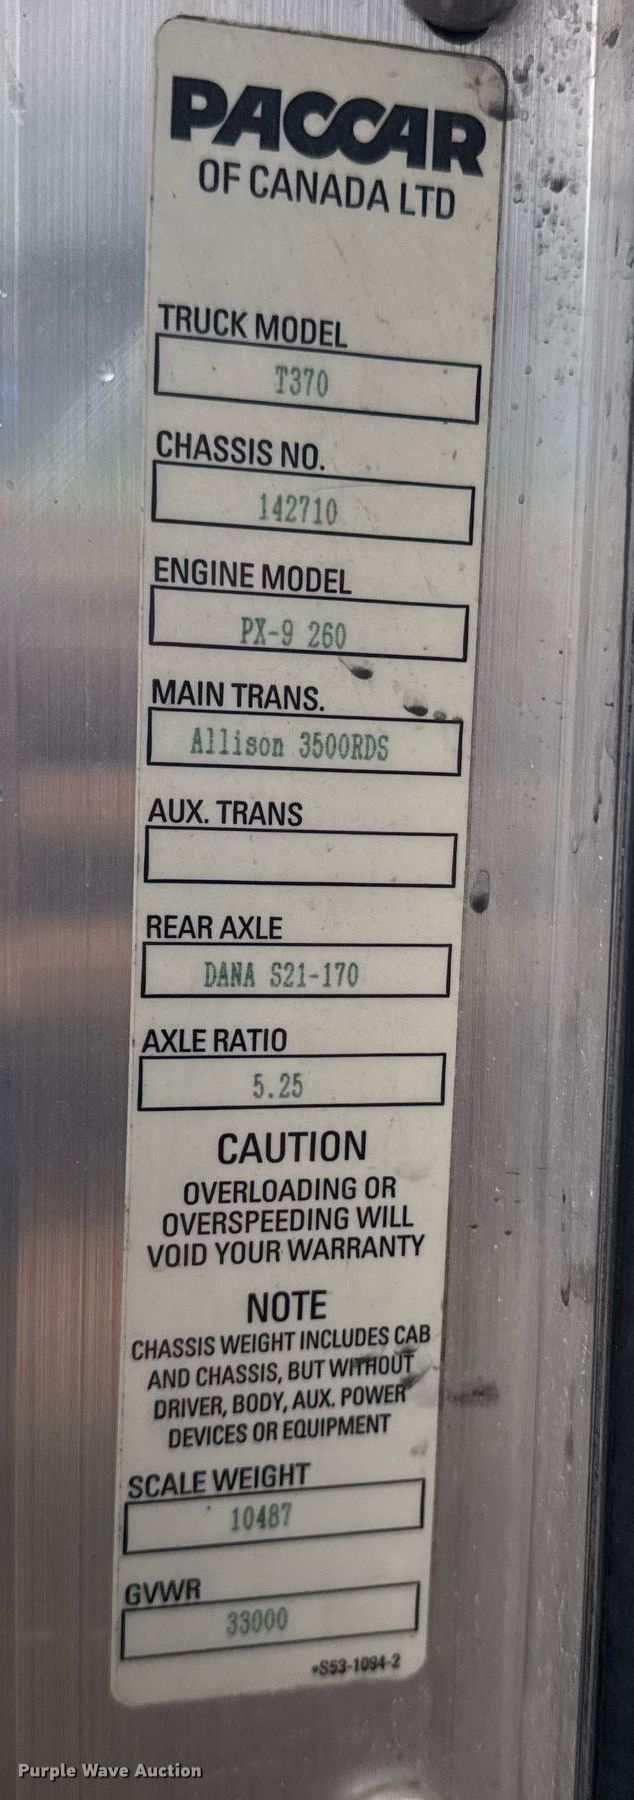 PACCAR
OF CANADA LTD
TRUCK MODEL
T370
CHASSIS NO.
142710
ENGINE MODEL
PX-9 260
MAIN TRANS.
Allison 3500RDS
AUX. TRANS
REAR AXLE
DANA S21-170
AXLE RATIO
5.25
CAUTION
OVERLOADING OR
OVERSPEEDING WILL
VOID YOUR WARRANTY
NOTE
CHASSIS WEIGHT INCLUDES CAB
AND CHASSIS, BUT WITHOUT
DRIVER, BODY, AUX. POWER
DEVICES OR EQUIPMENT
SCALE WEIGHT
10487
GVWR
33000
•S53-1094-2
Purple Wave Auction